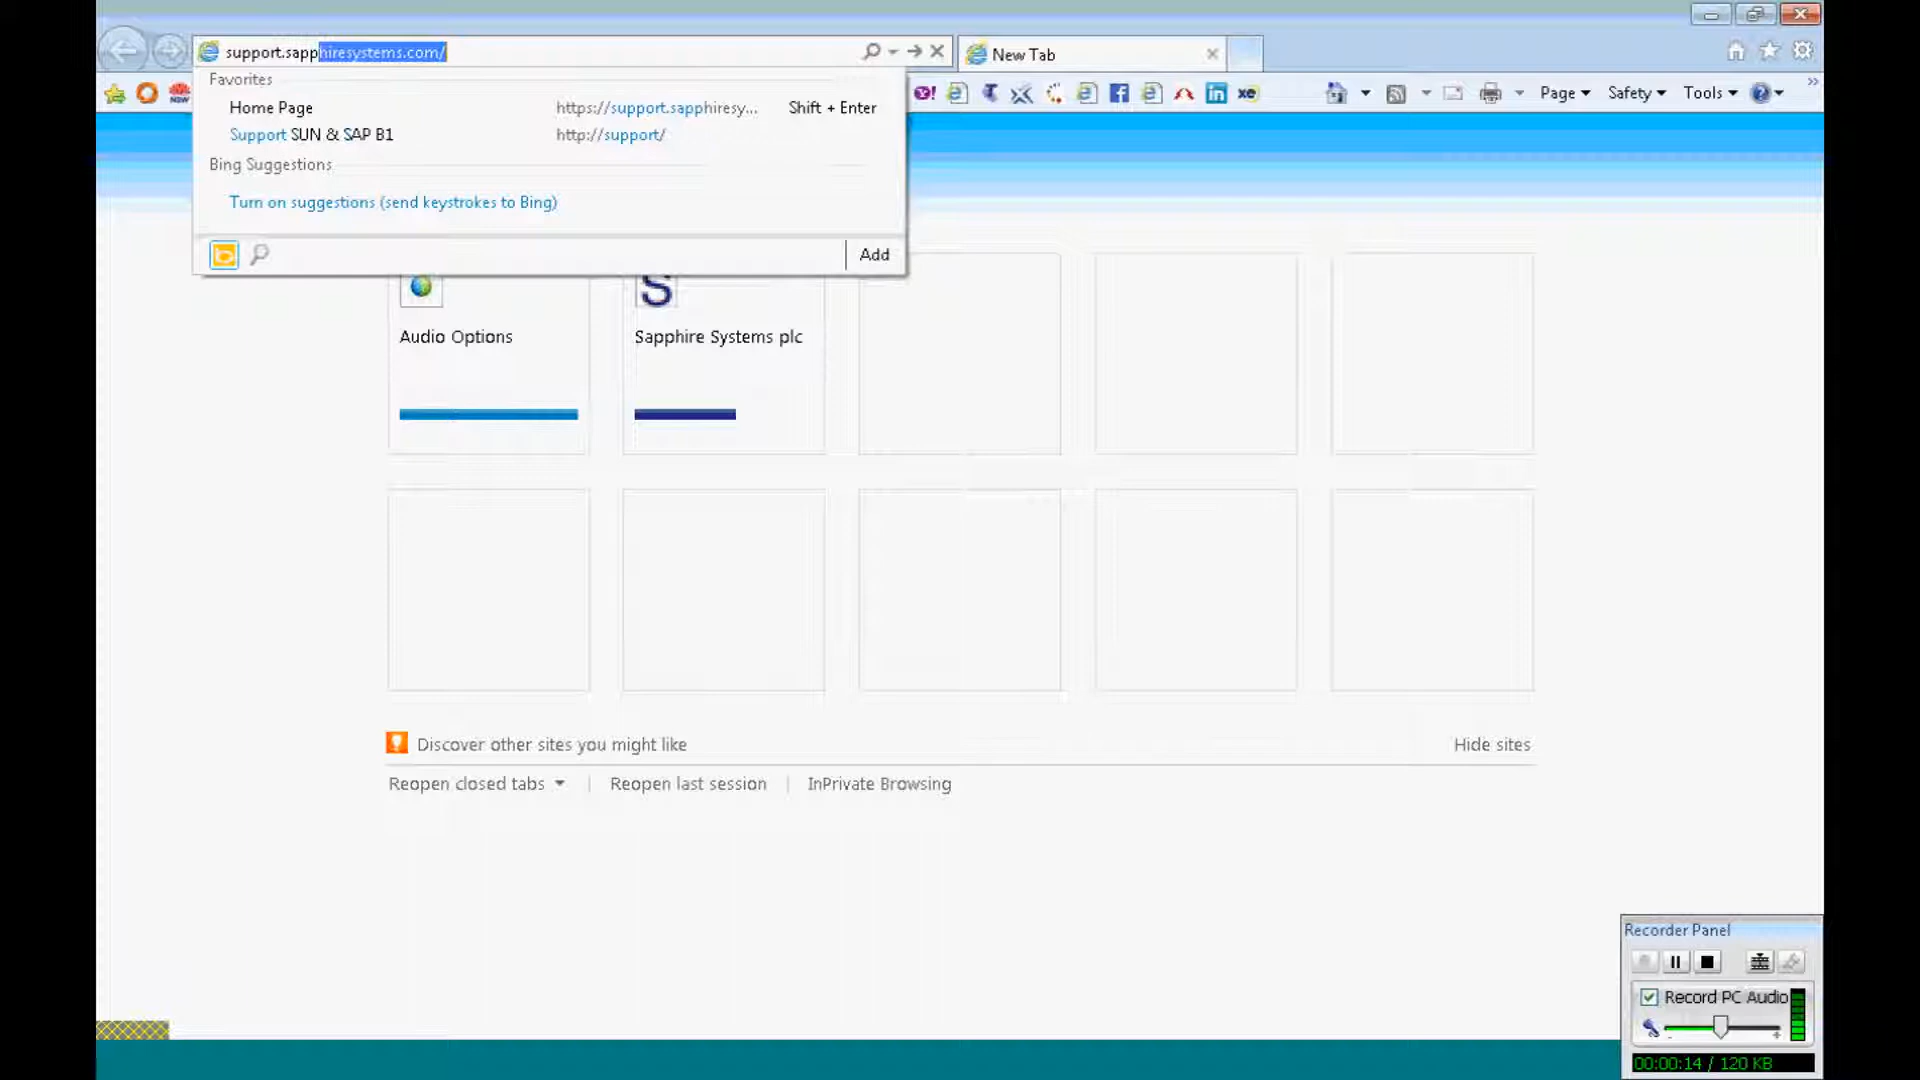 support.sapphiresystems.com/
New Tab
Favorites
Home Page https://support.sapphiresy... Shift + Enter
Support SUN & SAP B1 http://support/
Bing Suggestions
Turn on suggestions (send keystrokes to Bing)
Add
NSW Y! xe Page Safety Tools
Audio Options
S
Sapphire Systems plc
Discover other sites you might like Hide sites
Reopen closed tabs | Reopen last session | InPrivate Browsing
Recorder Panel
Record PC Audio
00:00:14 / 120 KB